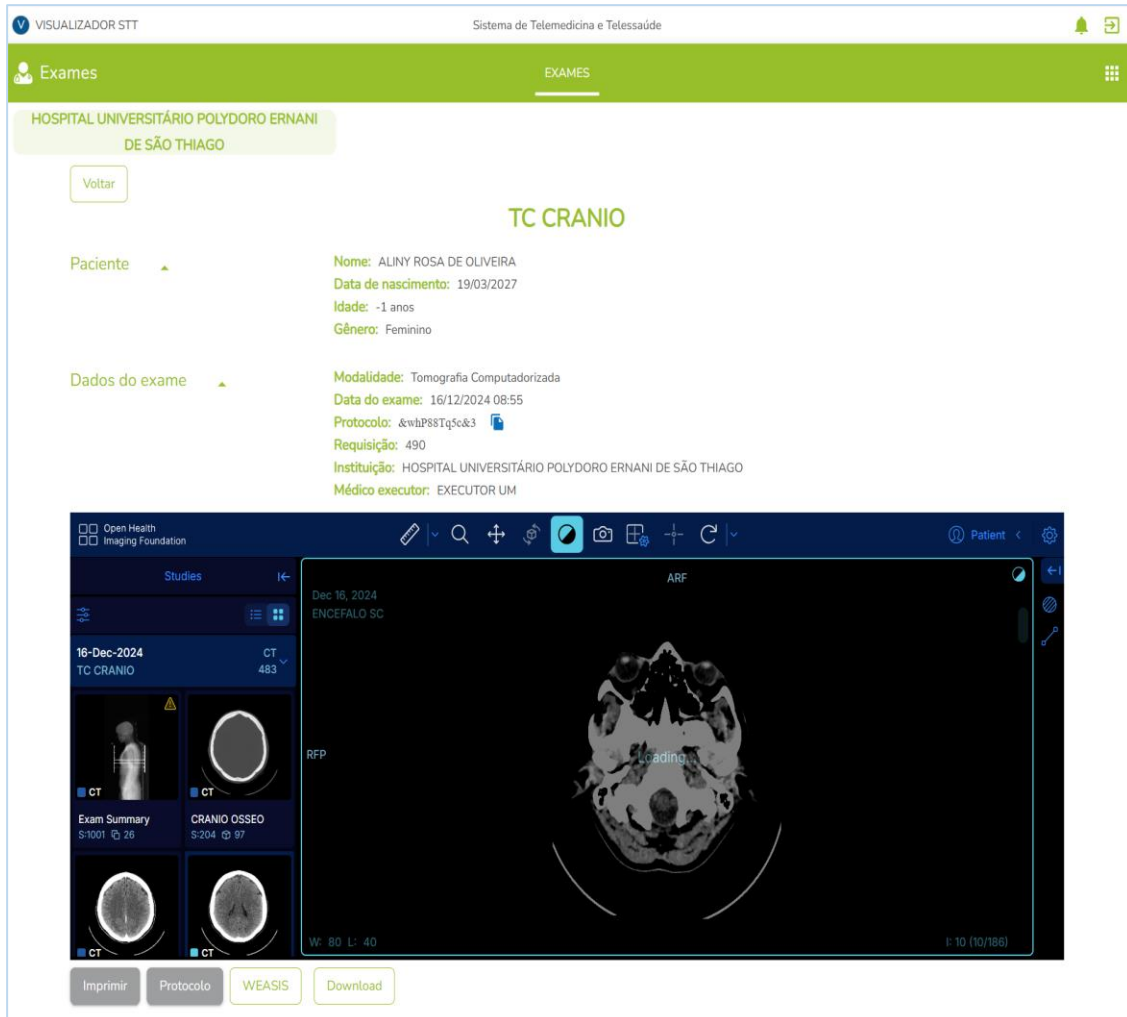 V VISUALIZADOR STT
Sistema de Telemedicina e Telessaúde
Exames
EXAMES
HOSPITAL UNIVERSITÁRIO POLYDORO ERNANI
DE SÃO THIAGO
Voltar
TC CRANIO
Paciente
Nome: ALINY ROSA DE OLIVEIRA
Data de nascimento: 19/03/2027
Idade: -1 anos
Gênero: Feminino
Dados do exame
Modalidade: Tomografia Computadorizada
Data do exame: 16/12/2024 08:55
Protocolo: &whP88Tq5c&3
Requisição: 490
Instituição: HOSPITAL UNIVERSITÁRIO POLYDORO ERNANI DE SÃO THIAGO
Médico executor: EXECUTOR UM
Open Health
Imaging Foundation
Patient
Studies
16-Dec-2024 CT
TC CRANIO 483
CT
CT
Exam Summary
S:1001 26
CRANIO OSSEO
S:204 97
CT
CT
ARF
Dec 16, 2024
ENCEFALO SC
RFP
Loading...
W: 80 L: 40
I: 10 (10/186)
Imprimir
Protocolo
WEASIS
Download